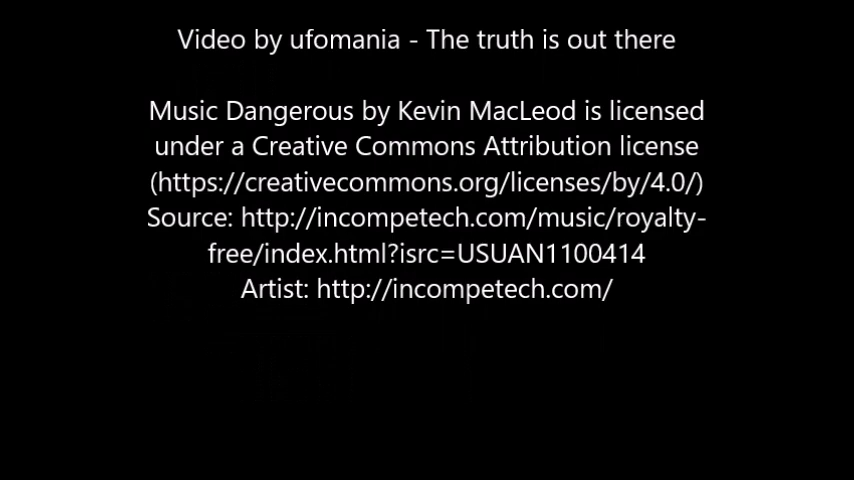 Video by ufomania - The truth is out there
Music Dangerous by Kevin MacLeod is licensed
under a Creative Commons Attribution license
(https://creativecommons.org/licenses/by/4.0/)
Source: http://incompetech.com/music/royalty-
free/index.html?isrc=USUAN1100414
Artist: http://incompetech.com/